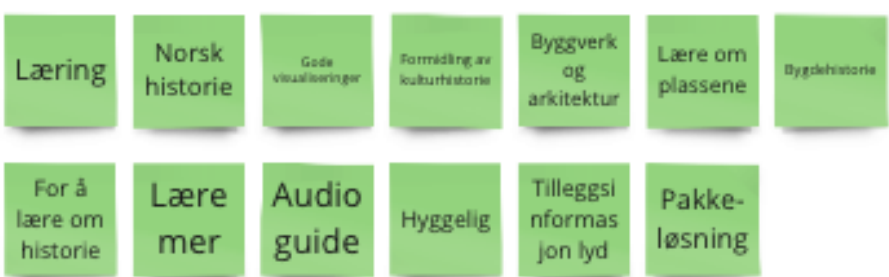 Læring
Norsk
historie
Gode
visualiseringer
Formidling av
kulturhistorie
Byggverk
og
arkitektur
Lære om
plassene
Bygdehistorie
For å
lære om
historie
Lære
mer
Audio
guide
Hyggelig
Tilleggsi
nformas
jon lyd
Pakke-
løsning